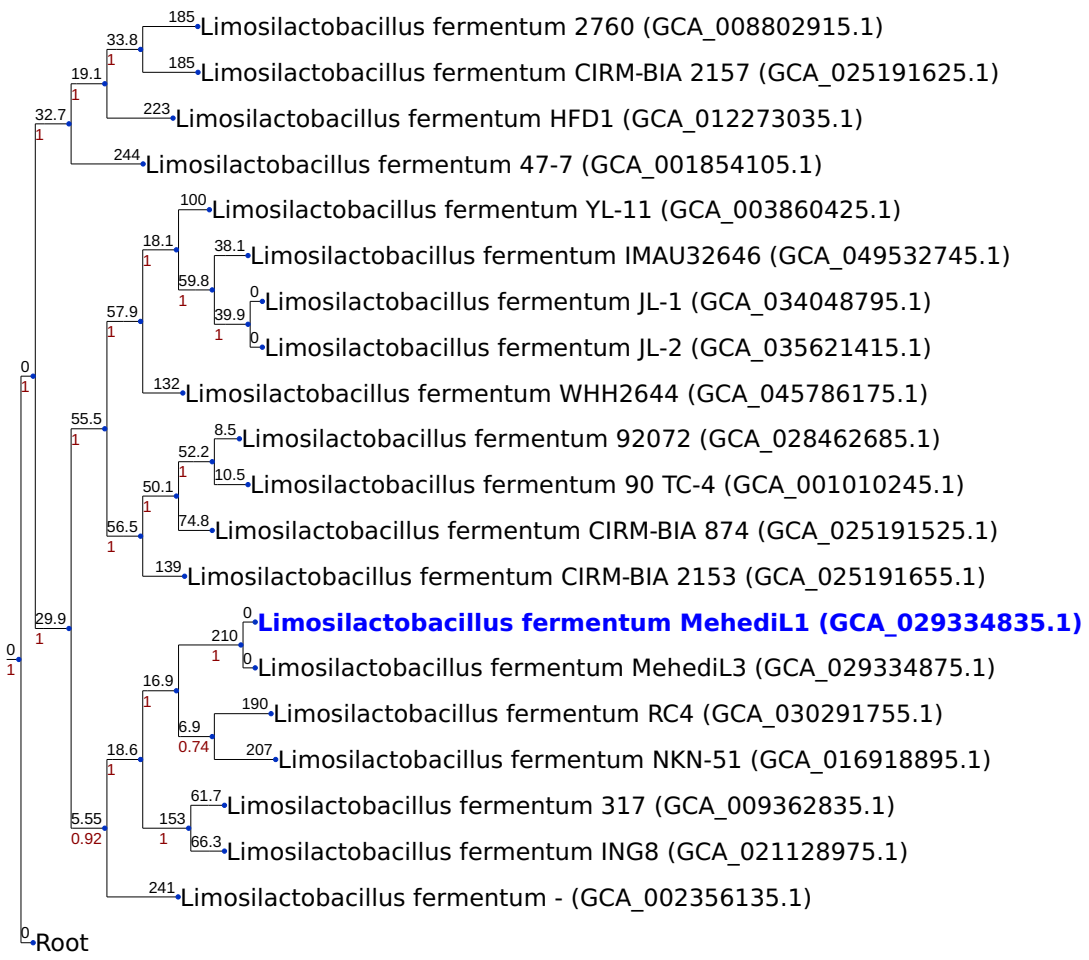 185
Limosilactobacillus fermentum 2760 (GCA_008802915.1)
33.8
1
185
Limosilactobacillus fermentum CIRM-BIA 2157 (GCA_025191625.1)
19.1
1
223
Limosilactobacillus fermentum HFD1 (GCA_012273035.1)
32.7
1
244
Limosilactobacillus fermentum 47-7 (GCA_001854105.1)
100
Limosilactobacillus fermentum YL-11 (GCA_003860425.1)
18.1
1
38.1
Limosilactobacillus fermentum IMAU32646 (GCA_049532745.1)
59.8
1
0
Limosilactobacillus fermentum JL-1 (GCA_034048795.1)
39.9
1
0
Limosilactobacillus fermentum JL-2 (GCA_035621415.1)
57.9
1
132
Limosilactobacillus fermentum WHH2644 (GCA_045786175.1)
0
1
55.5
1
8.5
Limosilactobacillus fermentum 92072 (GCA_028462685.1)
52.2
1
10.5
Limosilactobacillus fermentum 90 TC-4 (GCA_001010245.1)
50.1
1
74.8
Limosilactobacillus fermentum CIRM-BIA 874 (GCA_025191525.1)
56.5
1
139
Limosilactobacillus fermentum CIRM-BIA 2153 (GCA_025191655.1)
29.9
1
0
Limosilactobacillus fermentum MehediL1 (GCA_029334835.1)
210
1
0
Limosilactobacillus fermentum MehediL3 (GCA_029334875.1)
0
1
16.9
1
190
Limosilactobacillus fermentum RC4 (GCA_030291755.1)
6.9
0.74
207
Limosilactobacillus fermentum NKN-51 (GCA_016918895.1)
18.6
1
61.7
Limosilactobacillus fermentum 317 (GCA_009362835.1)
153
1
66.3
Limosilactobacillus fermentum ING8 (GCA_021128975.1)
5.55
0.92
241
Limosilactobacillus fermentum - (GCA_002356135.1)
0
Root